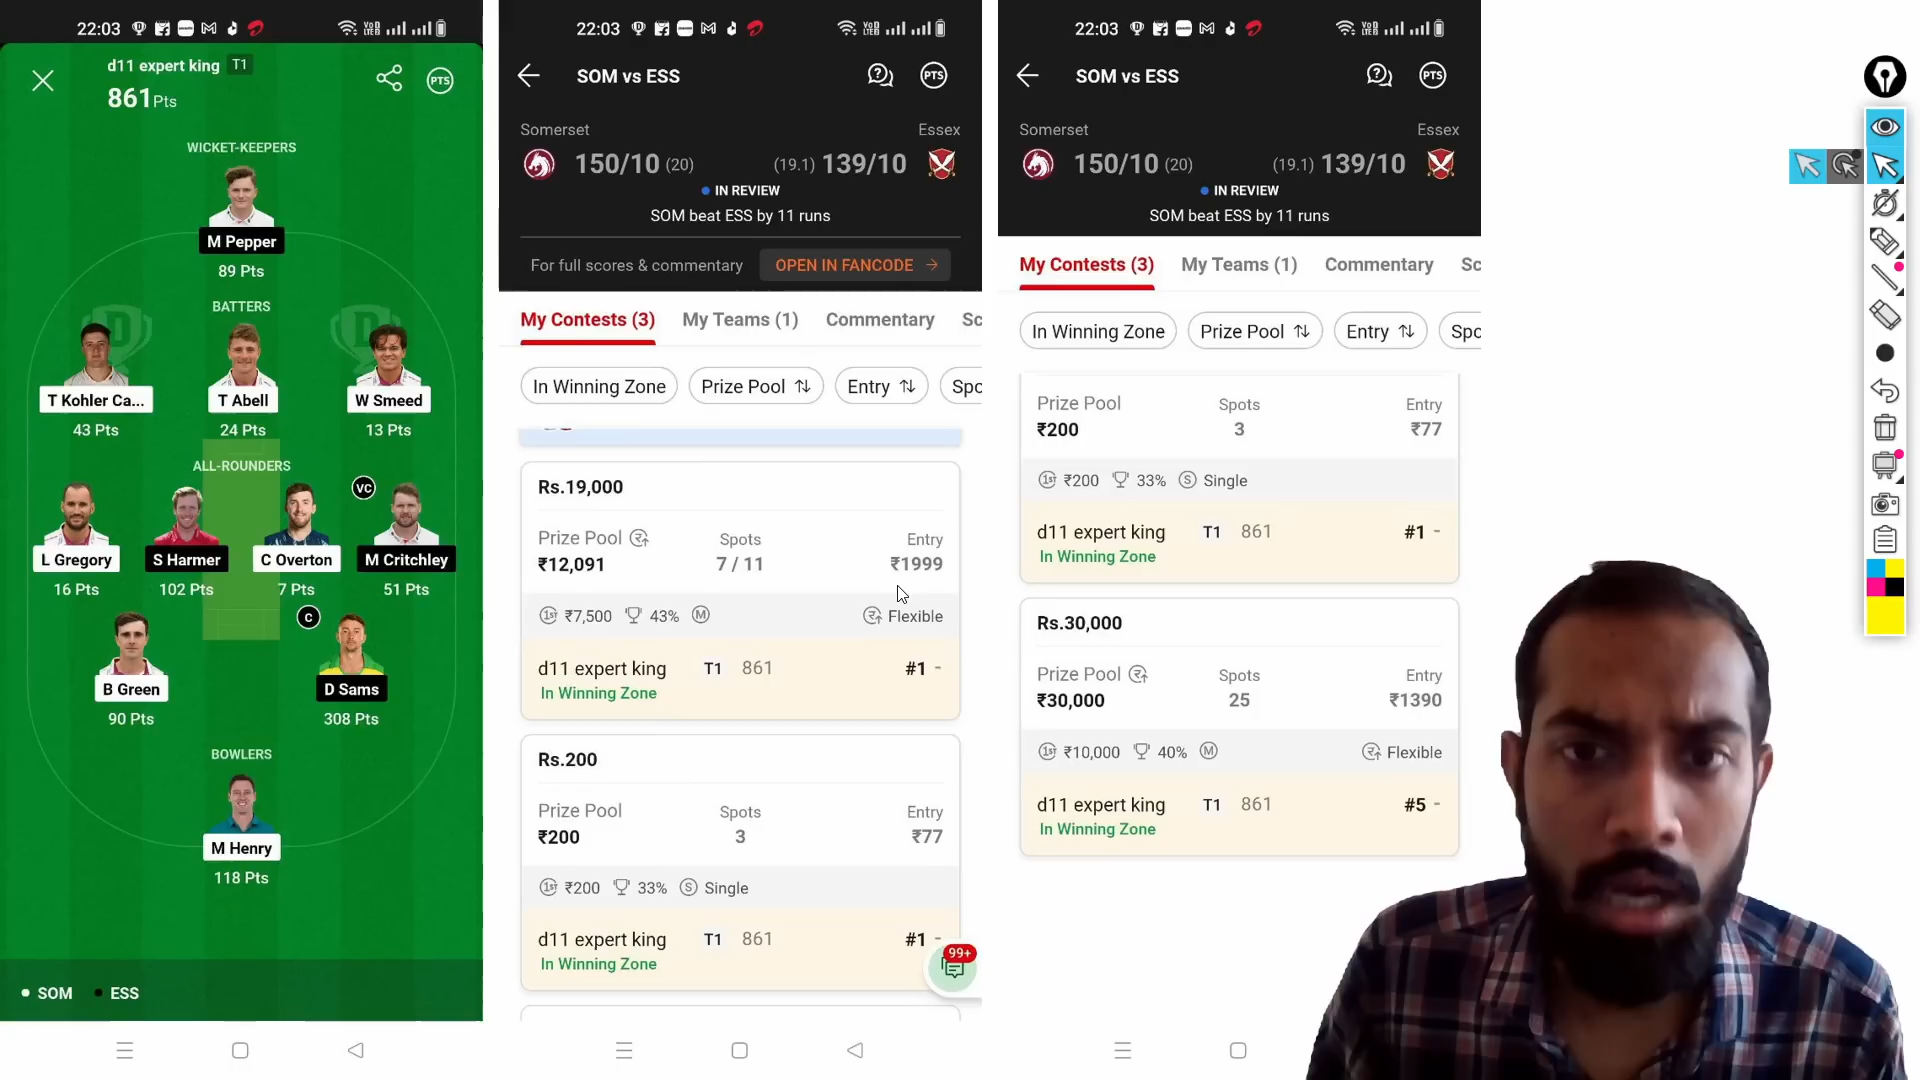 22:03
d11 expert king T1
861 Pts
PTS
WICKET-KEEPERS
M Pepper
89 Pts
BATTERS
T Kohler Ca...
43 Pts
T Abell
24 Pts
W Smeed
13 Pts
ALL-ROUNDERS
VC
L Gregory
16 Pts
S Harmer
102 Pts
C Overton
7 Pts
M Critchley
51 Pts
C
B Green
90 Pts
D Sams
308 Pts
BOWLERS
M Henry
118 Pts
SOM ESS
22:03
SOM vs ESS
PTS
Somerset Essex
150/10 (20) (19.1) 139/10
IN REVIEW
SOM beat ESS by 11 runs
For full scores & commentary OPEN IN FANCODE →
My Contests (3) My Teams (1) Commentary Sc
In Winning Zone Prize Pool Entry Spo
Rs.19,000
Prize Pool Spots Entry
₹12,091 7 / 11 ₹1999
1st ₹7,500 43% M Flexible
d11 expert king T1 861 #1 -
In Winning Zone
Rs.200
Prize Pool Spots Entry
₹200 3 ₹77
1st ₹200 33% S Single
d11 expert king T1 861 #1 -
In Winning Zone
99+
22:03
SOM vs ESS
PTS
Somerset Essex
150/10 (20) (19.1) 139/10
IN REVIEW
SOM beat ESS by 11 runs
My Contests (3) My Teams (1) Commentary Sc
In Winning Zone Prize Pool Entry Spo
Prize Pool Spots Entry
₹200 3 ₹77
1st ₹200 33% S Single
d11 expert king T1 861 #1 -
In Winning Zone
Rs.30,000
Prize Pool Spots Entry
₹30,000 25 ₹1390
1st ₹10,000 40% M Flexible
d11 expert king T1 861 #5 -
In Winning Zone